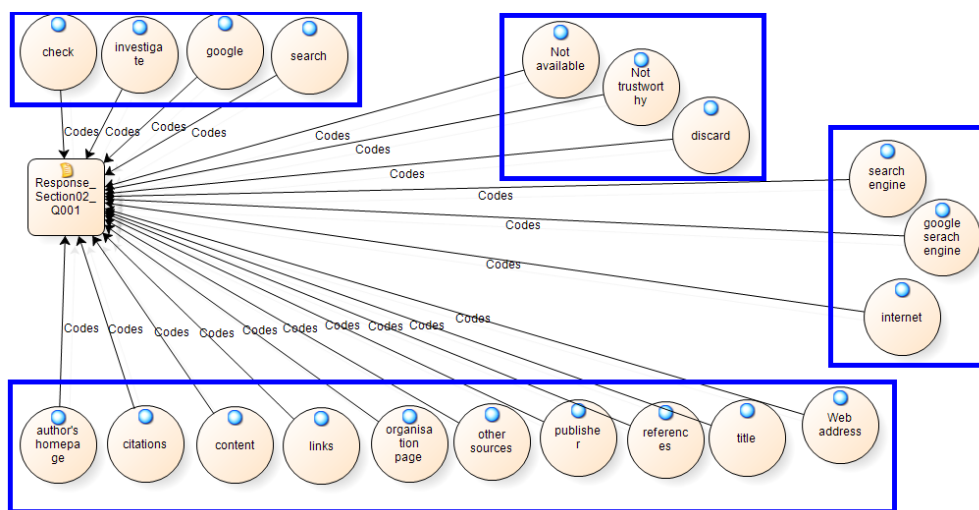 check
investig
ate
google
search
Not
available
Not
trustwort
hy
discard
Codes
Codes
Codes
Codes
Codes
Codes
Codes
Response_
Section02_
Q001
Codes
search
engine
Codes
google
serach
engine
Codes
internet
Codes
Codes
Codes
Codes
Codes
Codes
Codes
Codes
Codes
Codes
author's
homepa
ge
citations
content
links
organisa
tion
page
other
sources
publishe
r
referenc
es
title
Web
address